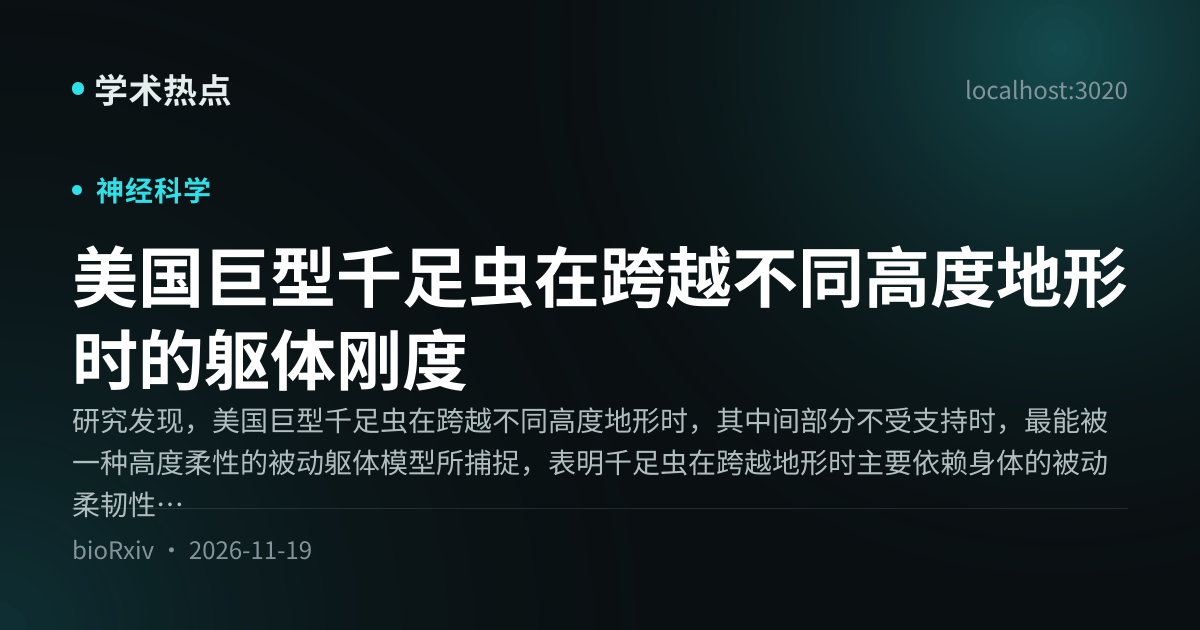 学术热点
localhost:3020
神经科学
美国巨型千足虫在跨越不同高度地形
时的躯体刚度
研究发现，美国巨型千足虫在跨越不同高度地形时，其中间部分不受支持时，最能被
一种高度柔性的被动躯体模型所捕捉，表明千足虫在跨越地形时主要依赖身体的被动
柔韧性…
bioRxiv • 2026-11-19